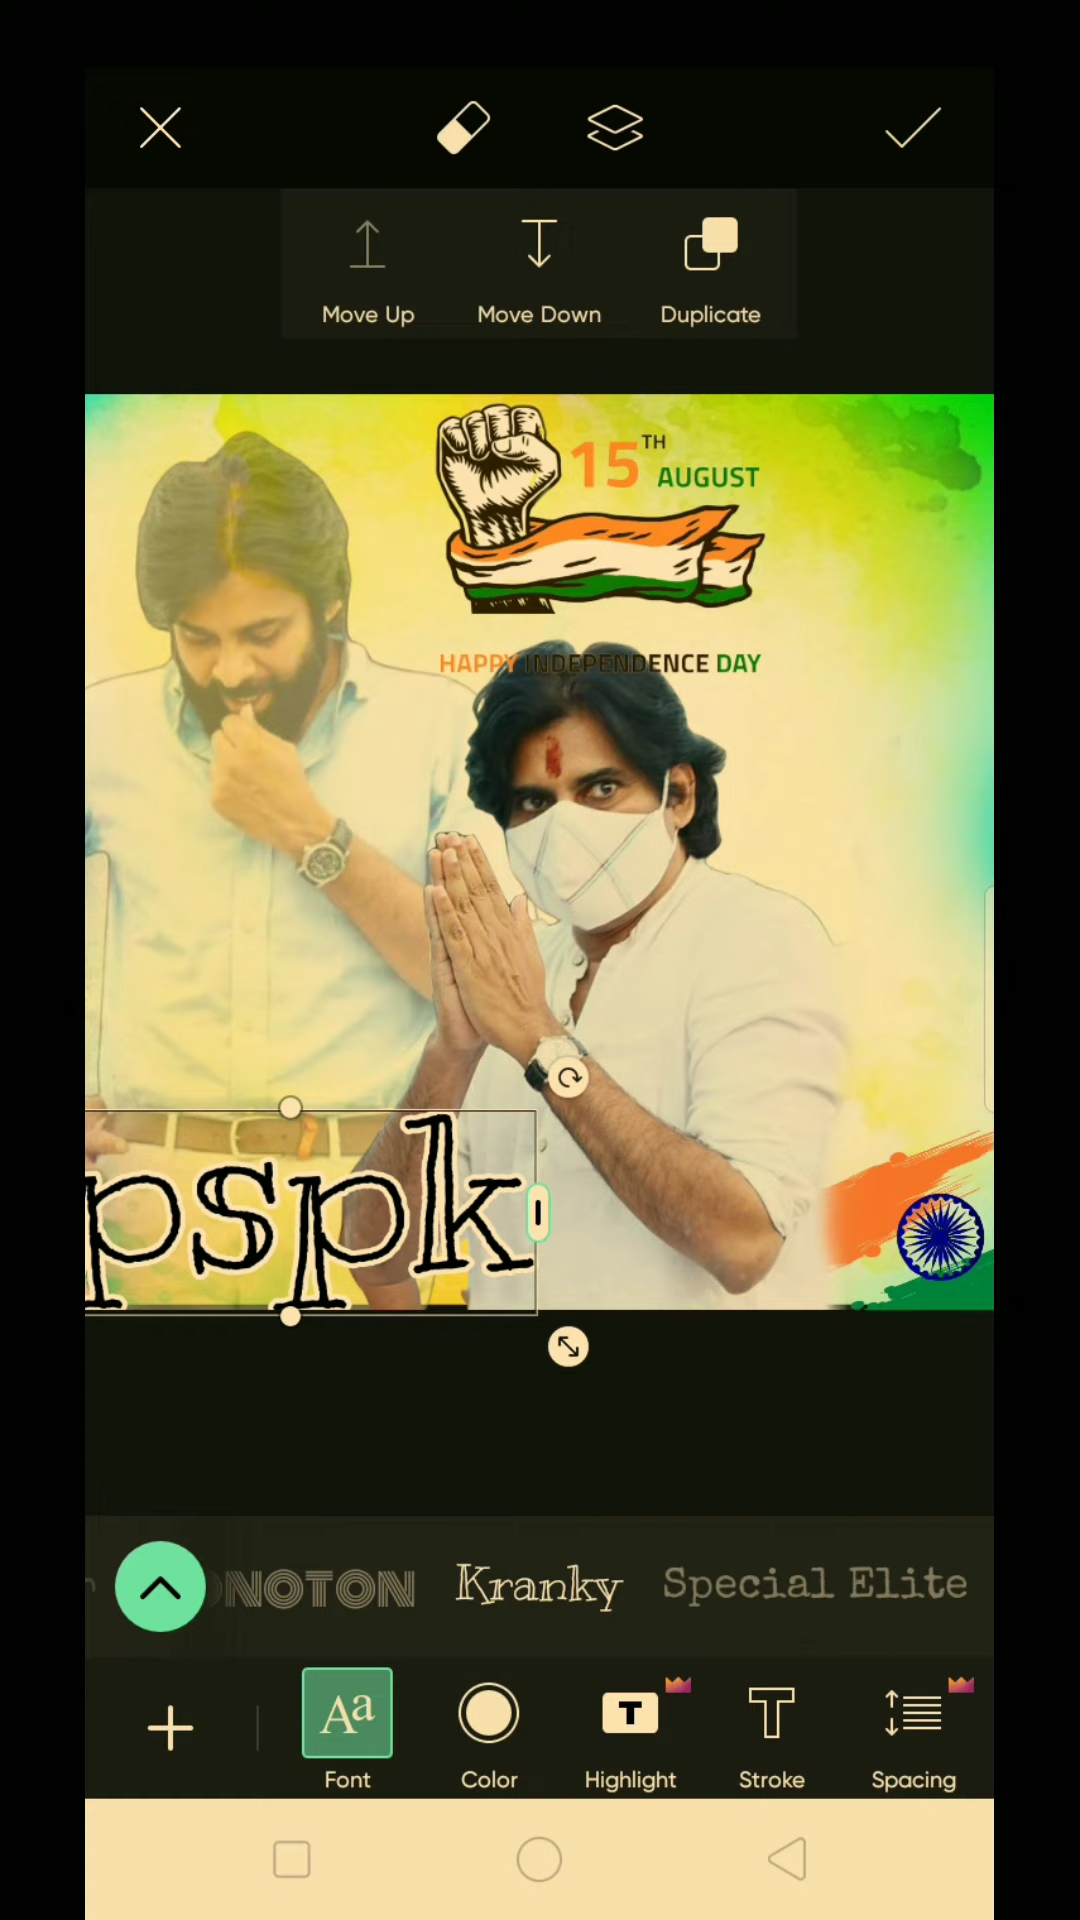 Move Up Move Down Duplicate
15TH
AUGUST
HAPPY INDEPENDENCE DAY
pspk
NOTON Kranky Special Elite
Aa T T
Font Color Highlight Stroke Spacing